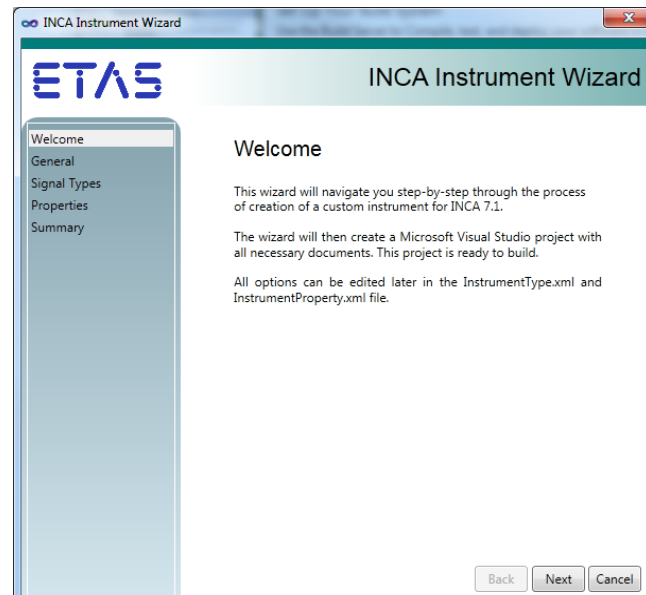 INCA Instrument Wizard
ETAS
INCA Instrument Wizard
Welcome
General
Signal Types
Properties
Summary
Welcome
This wizard will navigate you step-by-step through the process
of creation of a custom instrument for INCA 7.1.
The wizard will then create a Microsoft Visual Studio project with
all necessary documents. This project is ready to build.
All options can be edited later in the InstrumentType.xml and
InstrumentProperty.xml file.
Back Next Cancel